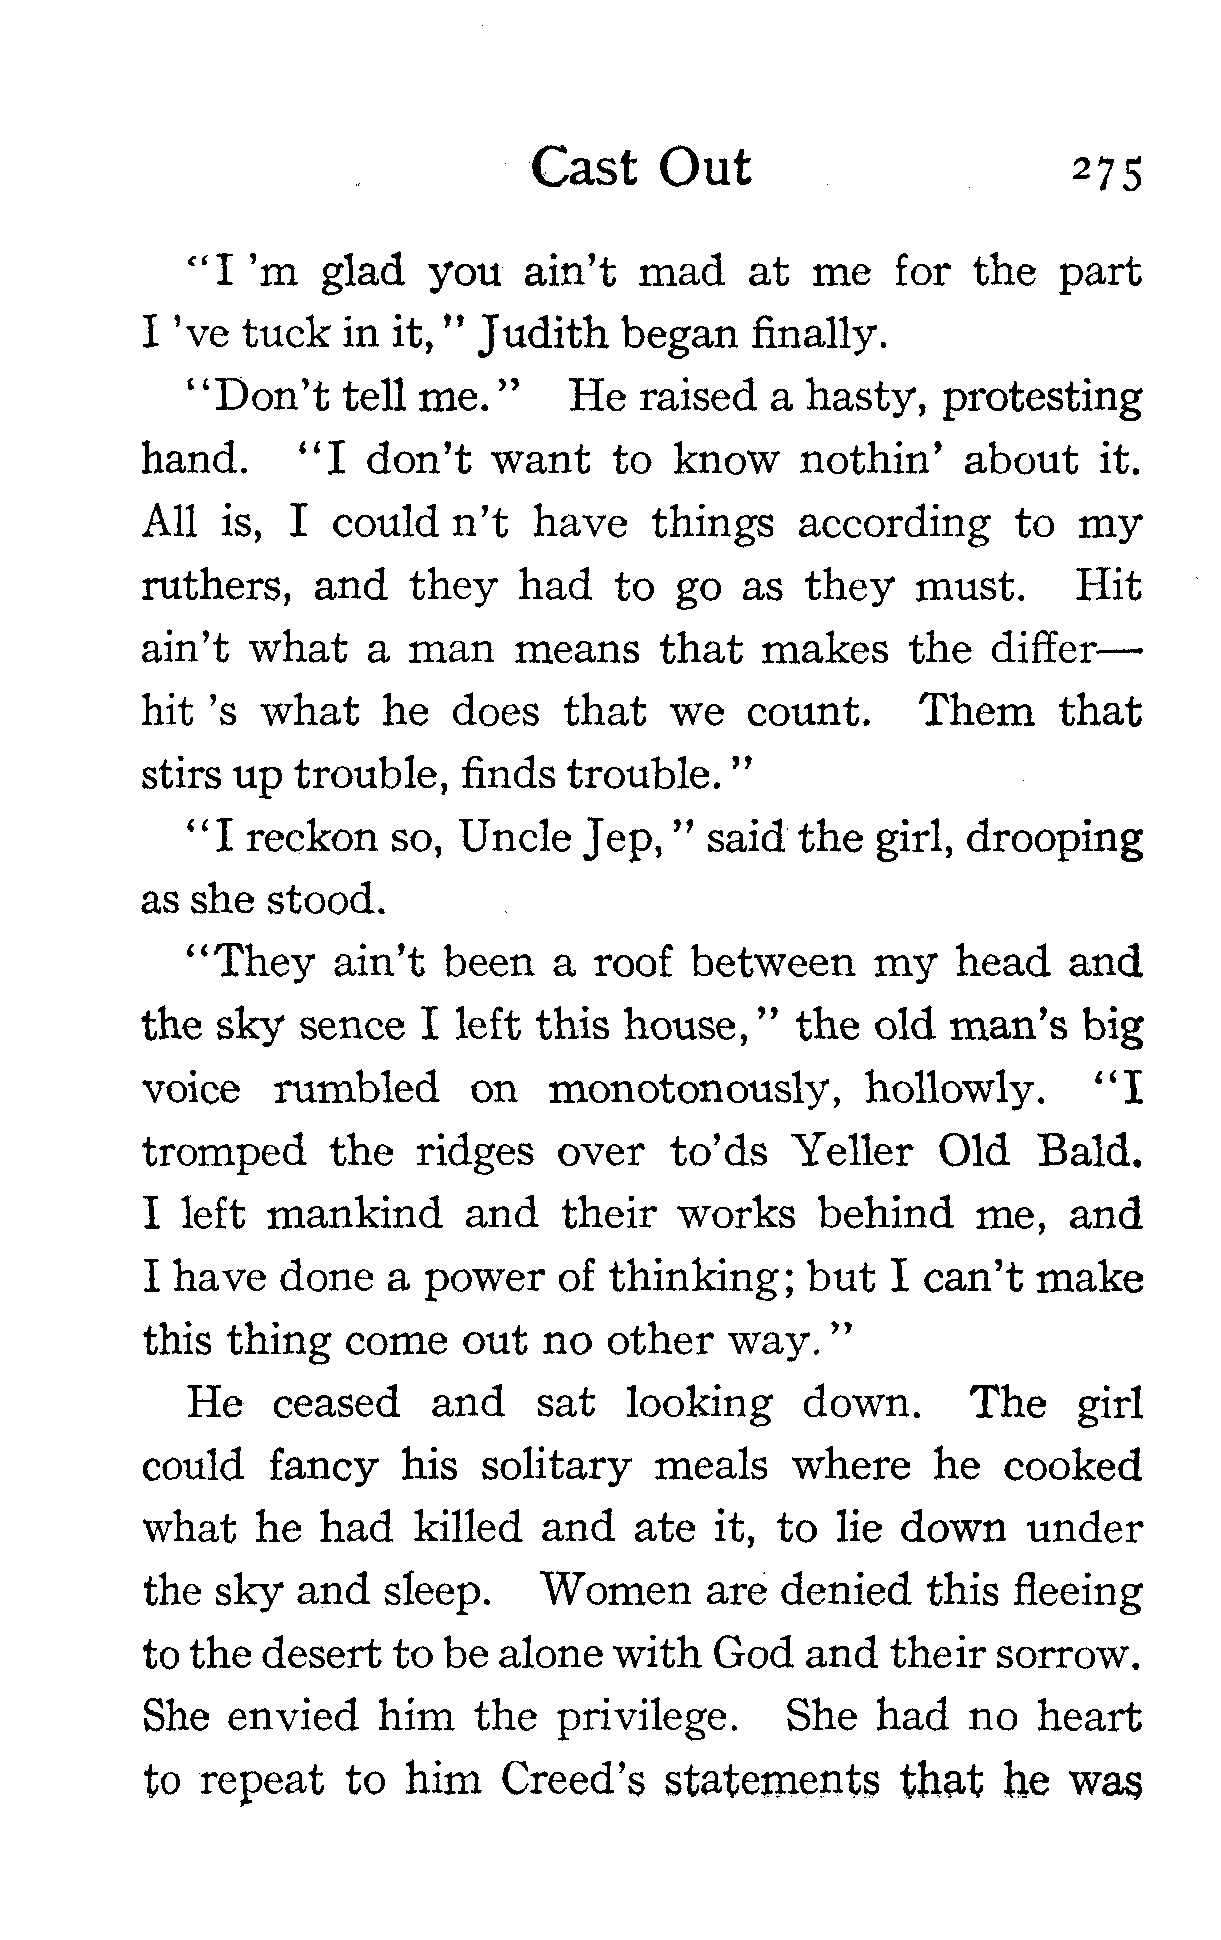 Cast Out 275
"I 'm glad you ain't mad at me for the part
I 've tuck in it," Judith began finally.
"Don't tell me." He raised a hasty, protesting
hand. "I don't want to know nothin' about it.
All is, I could n't have things according to my
ruthers, and they had to go as they must. Hit
ain't what a man means that makes the differ—
hit 's what he does that we count. Them that
stirs up trouble, finds trouble."
"I reckon so, Uncle Jep," said the girl, drooping
as she stood.
"They ain't been a roof between my head and
the sky sence I left this house," the old man's big
voice rumbled on monotonously, hollowly. "I
tromped the ridges over to'ds Yeller Old Bald.
I left mankind and their works behind me, and
I have done a power of thinking; but I can't make
this thing come out no other way."
He ceased and sat looking down. The girl
could fancy his solitary meals where he cooked
what he had killed and ate it, to lie down under
the sky and sleep. Women are denied this fleeing
to the desert to be alone with God and their sorrow.
She envied him the privilege. She had no heart
to repeat to him Creed's statements that he was